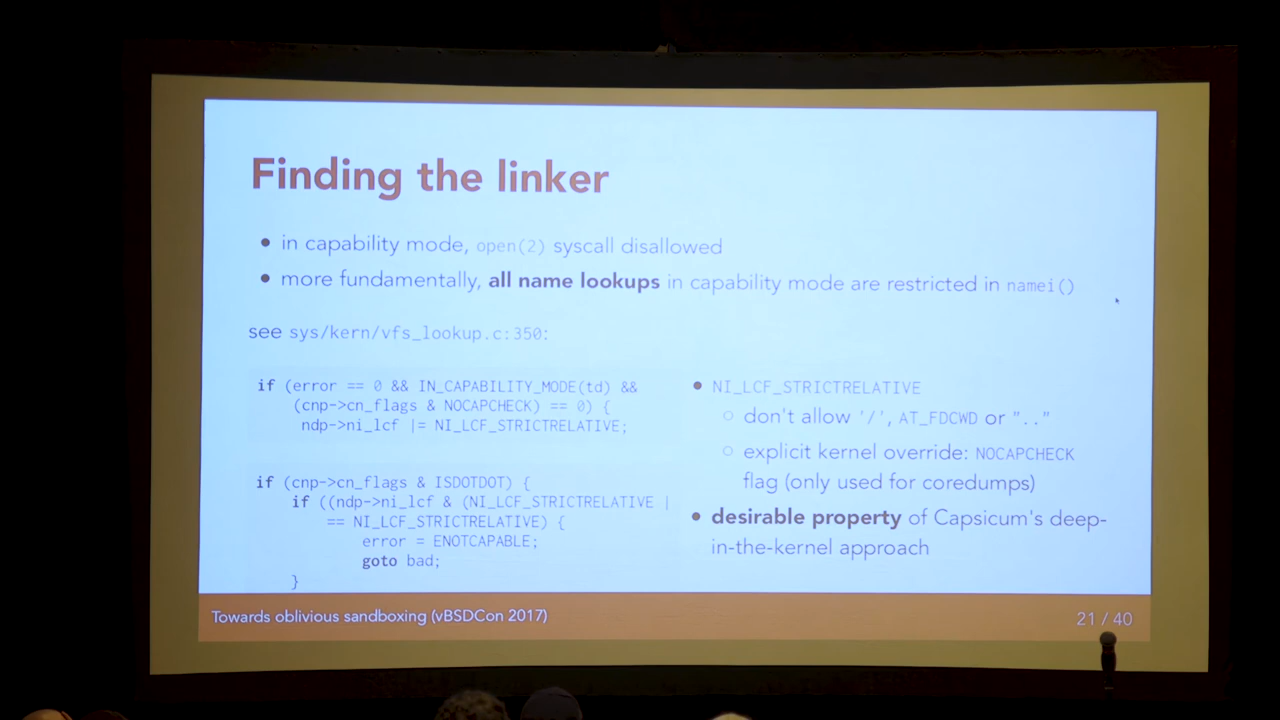 Finding the linker
• in capability mode, open(2) syscall disallowed
• more fundamentally, all name lookups in capability mode are restricted in namei()
see sys/kern/vfs_lookup.c:350:
if (error == 0 && IN_CAPABILITY_MODE(td) &&
(cnp->cn_flags & NOCAPCHECK) == 0) {
ndp->ni_lcf |= NI_LCF_STRICTRELATIVE;
if (cnp->cn_flags & ISDOTDOT) {
if ((ndp->ni_lcf & (NI_LCF_STRICTRELATIVE |
== NI_LCF_STRICTRELATIVE) {
error = ENOTCAPABLE;
goto bad;
}
• NI_LCF_STRICTRELATIVE
○ don't allow '/', AT_FDCWD or ".."
○ explicit kernel override: NOCAPCHECK
flag (only used for coredumps)
• desirable property of Capsicum's deep-
in-the-kernel approach
Towards oblivious sandboxing (vBSDCon 2017)
21 / 40